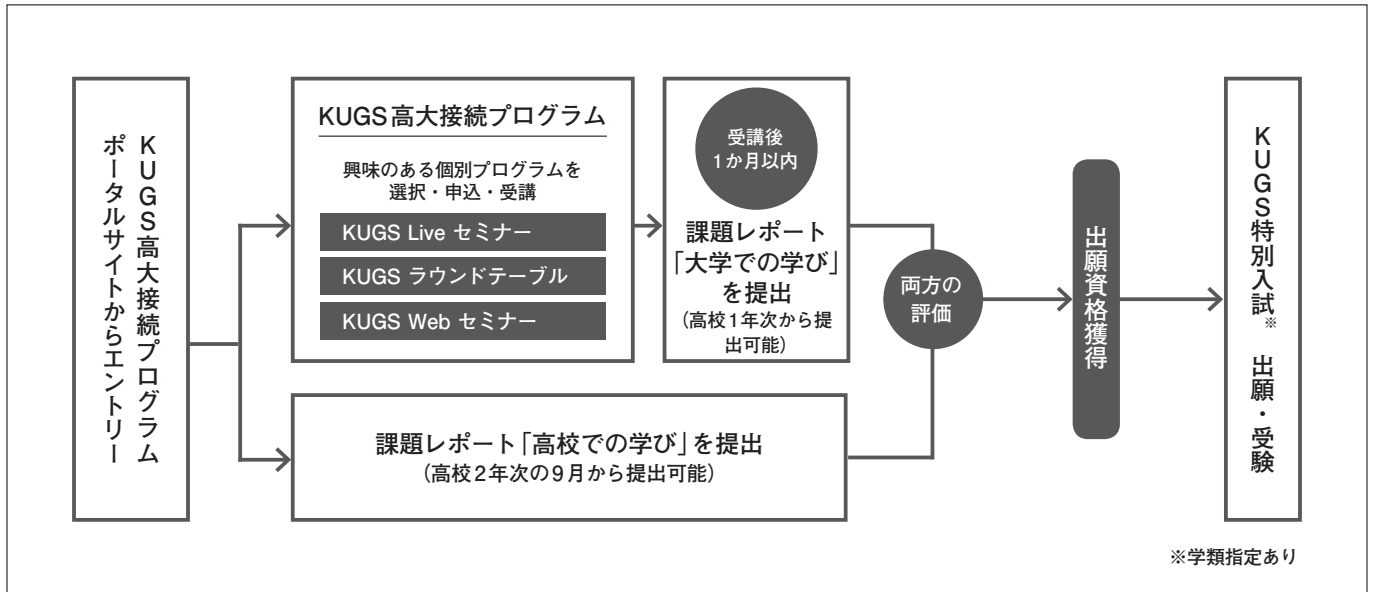 KUGS高大接続プログラム
ポータルサイトからエントリー
KUGS高大接続プログラム
興味のある個別プログラムを
選択・申込・受講
KUGS Live セミナー
KUGS ラウンドテーブル
KUGS Web セミナー
受講後
1か月以内
課題レポート
「大学での学び」
を提出
(高校1年次から提
出可能)
課題レポート「高校での学び」を提出
(高校2年次の9月から提出可能)
両方の
評価
出願資格獲得
KUGS特別入試※ 出願・受験
※学類指定あり